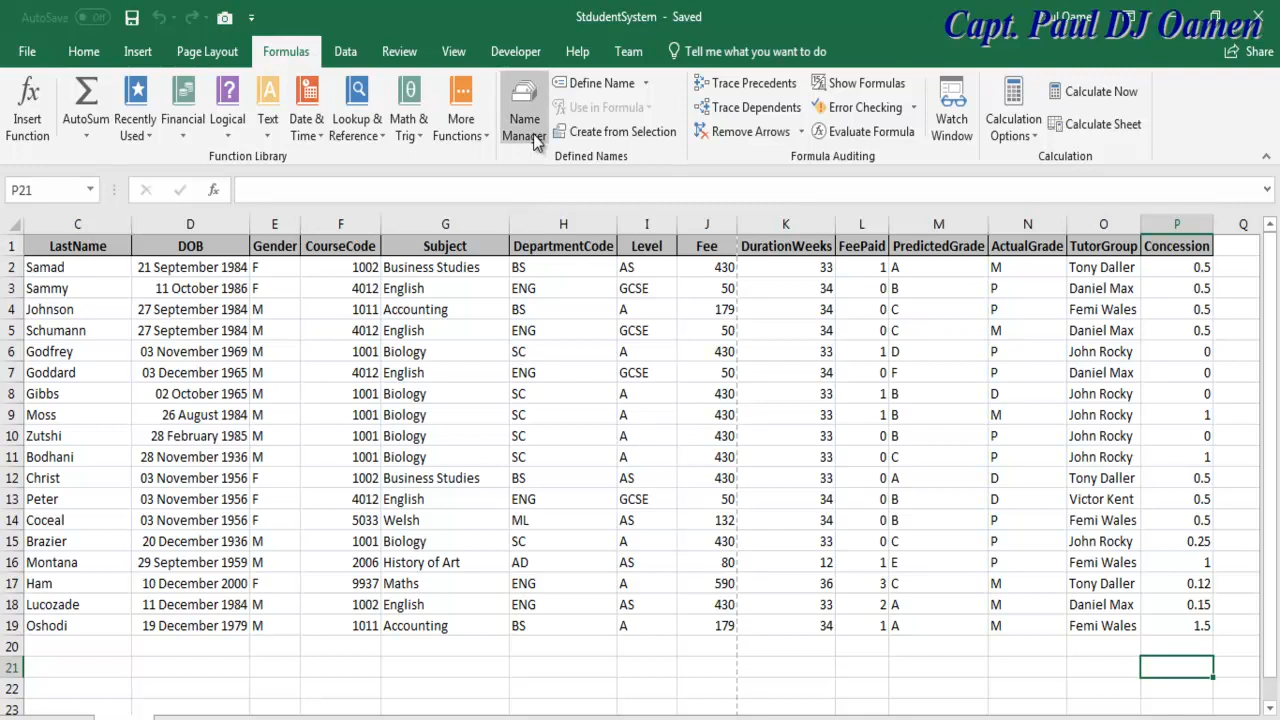 AutoSave Off StdudentSystem - Saved
Capt. Paul DJ Oamen
File Home Insert Page Layout Formulas Data Review View Developer Help Team Tell me what you want to do Share
Insert Function AutoSum Recently Used Financial Logical Text Date & Time Lookup & Reference Math & Trig More Functions
Function Library
Name Manager Define Name Use in Formula Create from Selection
Defined Names
Trace Precedents Show Formulas
Trace Dependents Error Checking
Remove Arrows Evaluate Formula
Formula Auditing
Watch Window
Calculation Options Calculate Now Calculate Sheet
Calculation
P21 fx
C D E F G H I J K L M N O P Q
1 LastName DOB Gender CourseCode Subject DepartmentCode Level Fee DurationWeeks FeePaid PredictedGrade ActualGrade TutorGroup Concession
2 Samad 21 September 1984 F 1002 Business Studies BS AS 430 33 1 A M Tony Daller 0.5
3 Sammy 11 October 1986 F 4012 English ENG GCSE 50 34 0 B P Daniel Max 0.5
4 Johnson 27 September 1984 M 1011 Accounting BS A 179 34 0 C P Femi Wales 0.5
5 Schumann 27 September 1984 M 4012 English ENG GCSE 50 34 0 C M Daniel Max 0.5
6 Godfrey 03 November 1969 M 1001 Biology SC A 430 33 1 D P John Rocky 0
7 Goddard 03 December 1965 M 4012 English ENG GCSE 50 34 0 F P Daniel Max 0
8 Gibbs 02 October 1965 M 1001 Biology SC A 430 33 1 B D John Rocky 0
9 Moss 26 August 1984 M 1001 Biology SC A 430 33 1 B M John Rocky 1
10 Zutshi 28 February 1985 M 1001 Biology SC A 430 33 0 B P John Rocky 0
11 Bodhani 28 November 1936 M 1001 Biology SC A 430 33 0 C P John Rocky 1
12 Christ 03 November 1956 F 1002 Business Studies BS AS 430 33 0 A D Tony Daller 0.5
13 Peter 03 November 1956 F 4012 English ENG GCSE 50 34 0 B D Victor Kent 0.5
14 Coceal 03 November 1956 F 5033 Welsh ML AS 132 34 0 B P Femi Wales 0.5
15 Brazier 20 December 1936 M 1001 Biology SC A 430 33 0 C P John Rocky 0.25
16 Montana 29 September 1959 M 2006 History of Art AD AS 80 12 1 E P Femi Wales 1
17 Ham 10 December 2000 F 9937 Maths ENG A 590 36 3 C M Tony Daller 0.12
18 Lucozade 11 December 1984 M 1002 English ENG AS 430 33 2 A M Daniel Max 0.15
19 Oshodi 19 December 1979 M 1011 Accounting BS A 179 34 1 A M Femi Wales 1.5
20
21
22
23